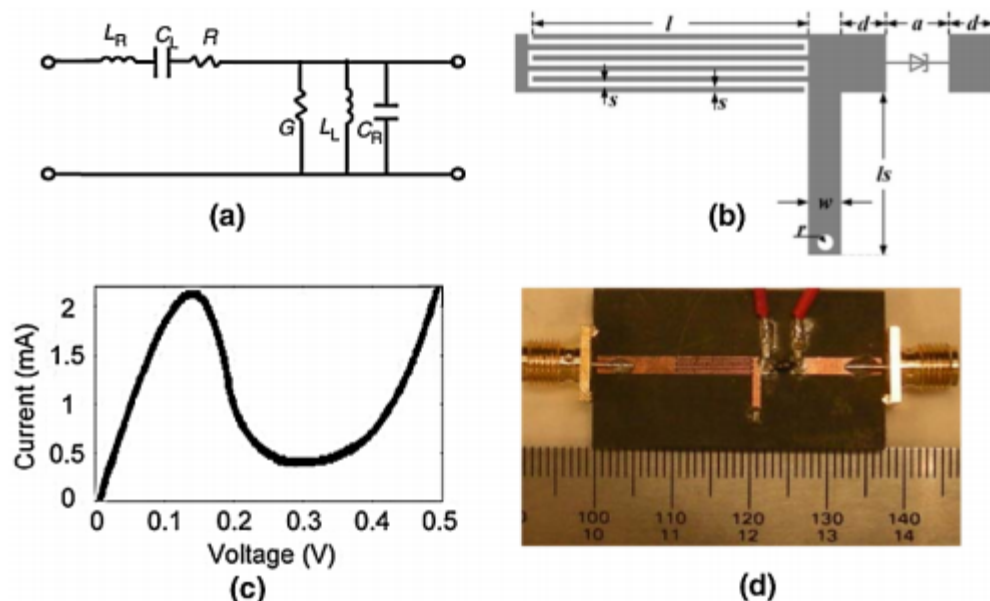 L_R C_L R
G L_L C_R
(a)
l d a d
s s
w ls
r
(b)
Current (mA)
2
1.5
1
0.5
0
0 0.1 0.2 0.3 0.4 0.5
Voltage (V)
(c)
100 110 120 130 140
10 11 12 13 14
(d)